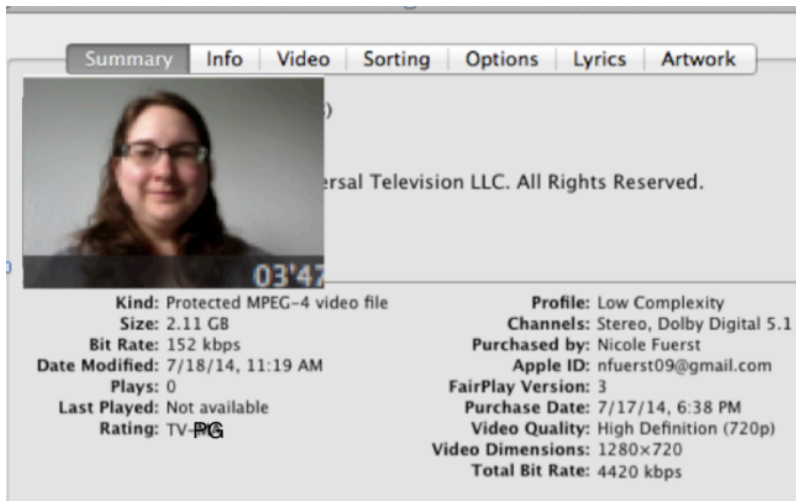 Summary Info Video Sorting Options Lyrics Artwork
)
ersal Television LLC. All Rights Reserved.
03'47
Kind: Protected MPEG-4 video file
Size: 2.11 GB
Bit Rate: 152 kbps
Date Modified: 7/18/14, 11:19 AM
Plays: 0
Last Played: Not available
Rating: TV-PG
Profile: Low Complexity
Channels: Stereo, Dolby Digital 5.1
Purchased by: Nicole Fuerst
Apple ID: nfuerst09@gmail.com
FairPlay Version: 3
Purchase Date: 7/17/14, 6:38 PM
Video Quality: High Definition (720p)
Video Dimensions: 1280×720
Total Bit Rate: 4420 kbps